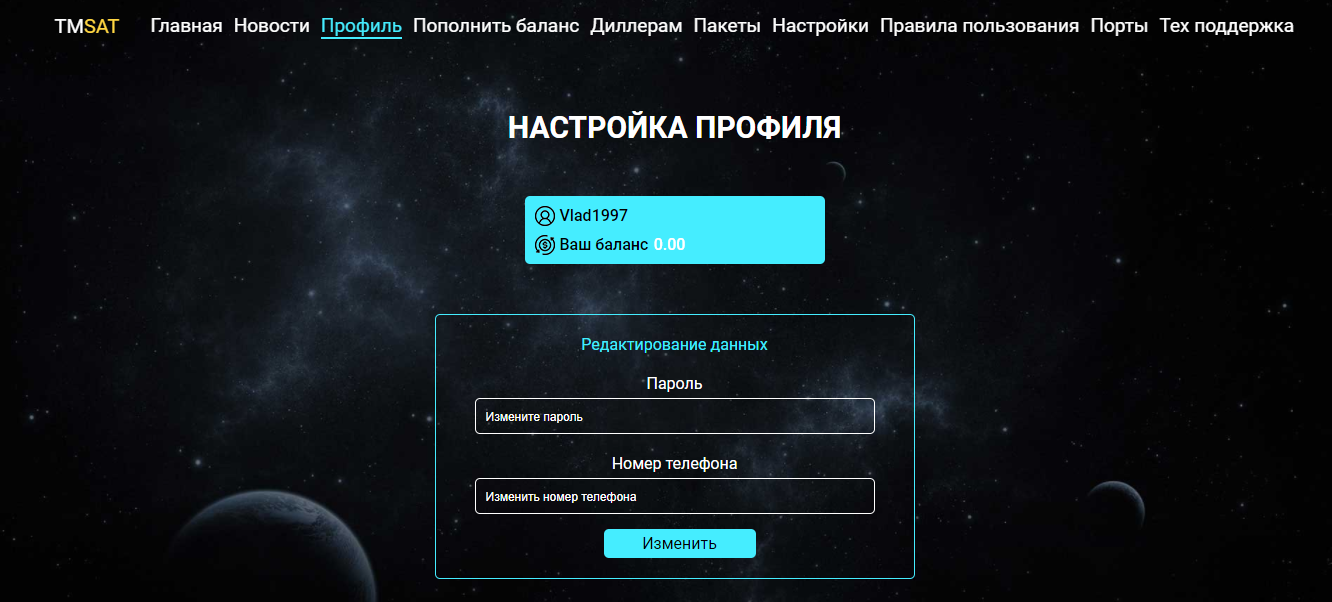 TMSAT Главная Новости Профиль Пополнить баланс Диллерам Пакеты Настройки Правила пользования Порты Тех поддержка
НАСТРОЙКА ПРОФИЛЯ
Vlad1997
Ваш баланс 0.00
Редактирование данных
Пароль
Измените пароль
Номер телефона
Изменить номер телефона
Изменить